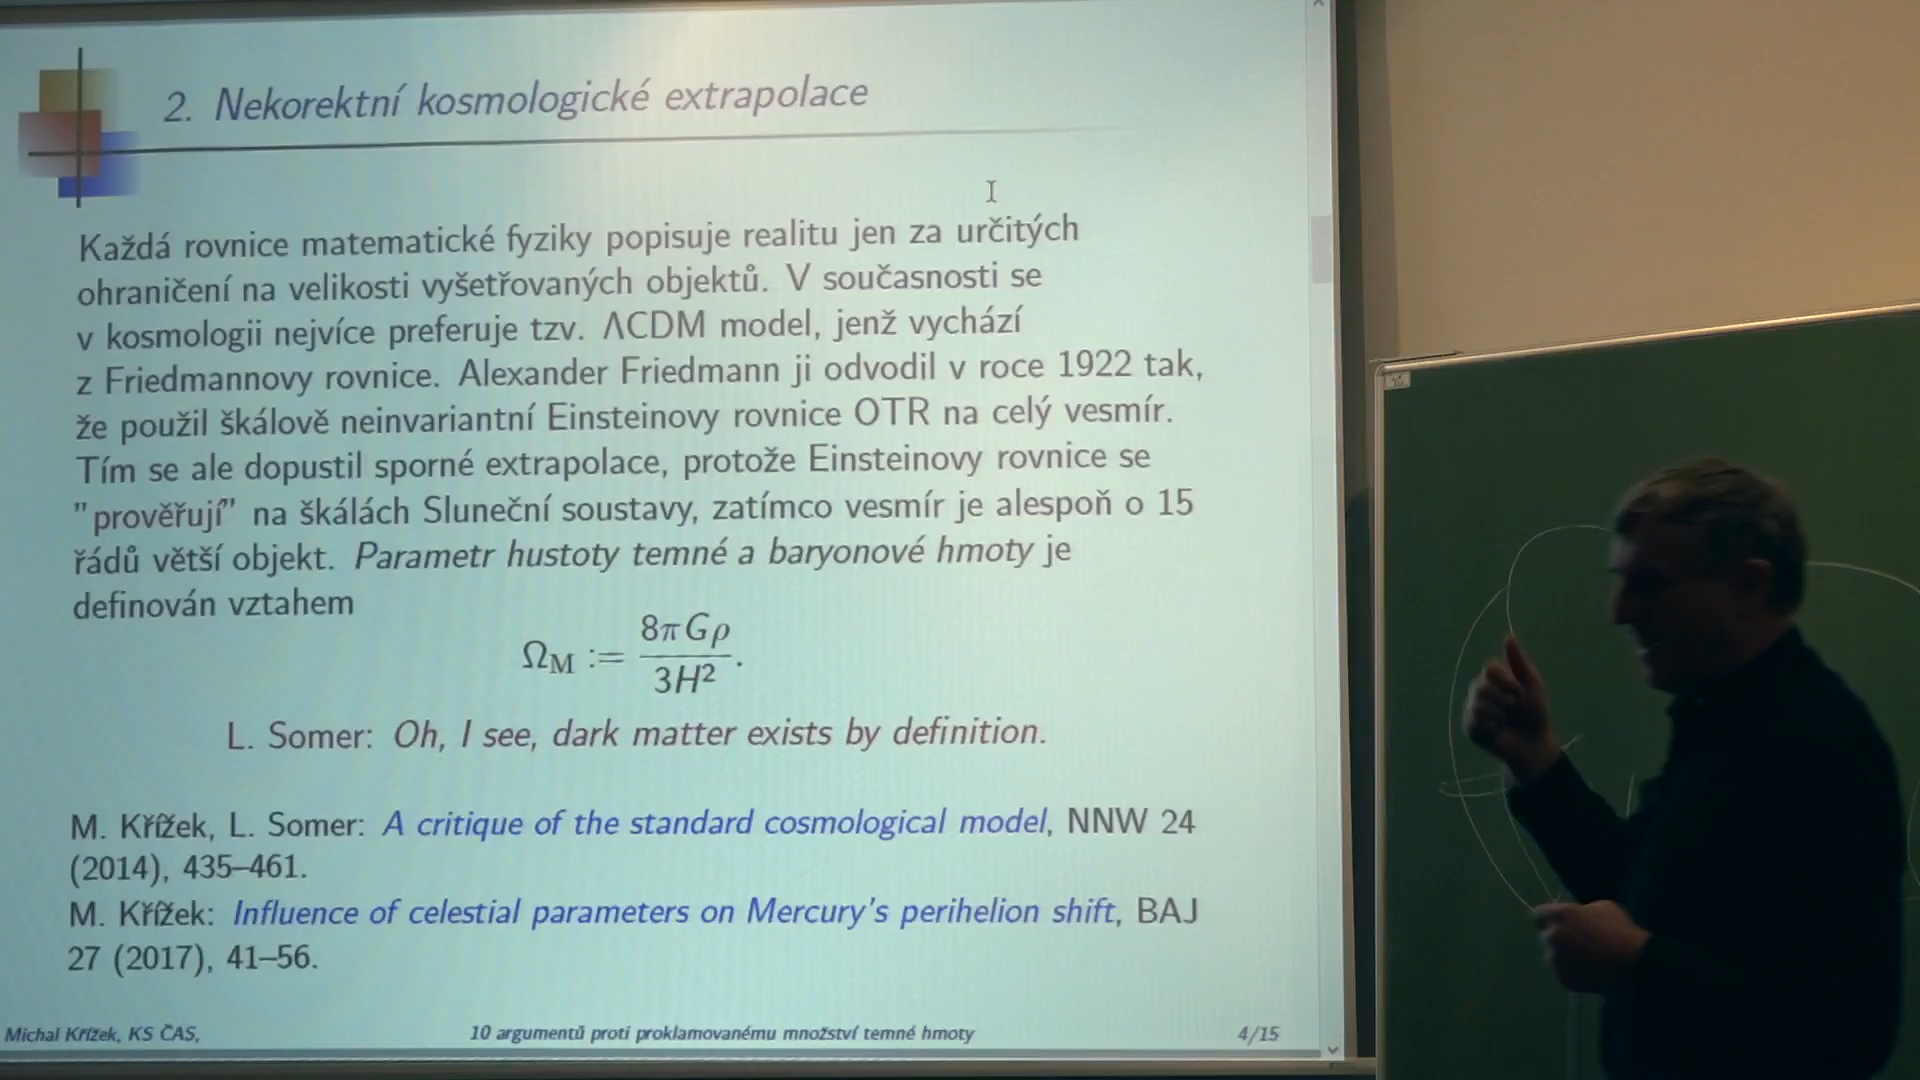 2. Nekorektní kosmologické extrapolace
Každá rovnice matematické fyziky popisuje realitu jen za určitých
ohraničení na velikosti vyšetřovaných objektů. V současnosti se
v kosmologii nejvíce preferuje tzv. ΛCDM model, jenž vychází
z Friedmannovy rovnice. Alexander Friedmann ji odvodil v roce 1922 tak,
že použil škálově neinvariantní Einsteinovy rovnice OTR na celý vesmír.
Tím se ale dopustil sporné extrapolace, protože Einsteinovy rovnice se
"prověřují" na škálách Sluneční soustavy, zatímco vesmír je alespoň o 15
řádů větší objekt. Parametr hustoty temné a baryonové hmoty je
definován vztahem
Ω_M := 8πGρ / 3H².
L. Somer: Oh, I see, dark matter exists by definition.
M. Křížek, L. Somer: A critique of the standard cosmological model, NNW 24
(2014), 435–461.
M. Křížek: Influence of celestial parameters on Mercury's perihelion shift, BAJ
27 (2017), 41–56.
Michal Křížek, KS ČAS, 10 argumentů proti proklamovanému množství temné hmoty 4/15